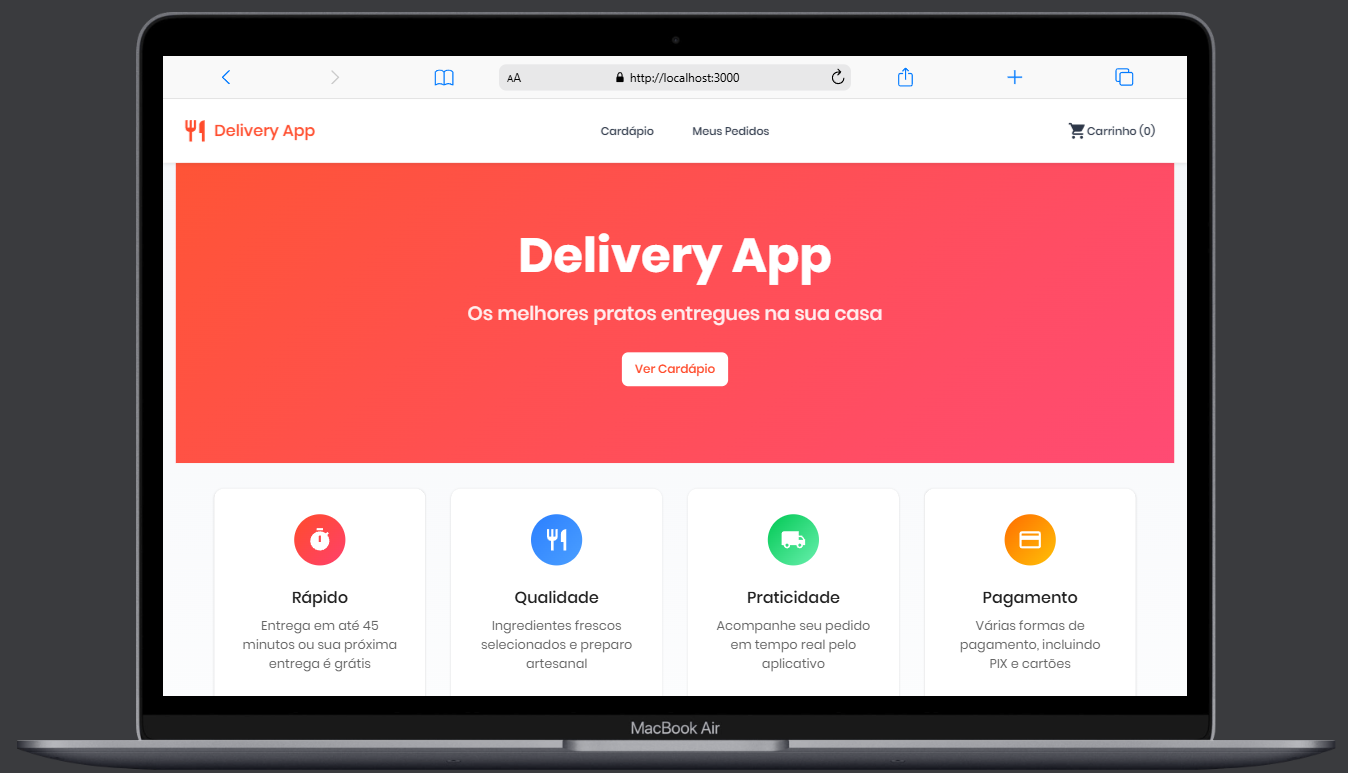 AA http://localhost:3000
Delivery App Cardápio Meus Pedidos Carrinho (0)
Delivery App
Os melhores pratos entregues na sua casa
Ver Cardápio
Rápido
Entrega em até 45
minutos ou sua próxima
entrega é grátis
Qualidade
Ingredientes frescos
selecionados e preparo
artesanal
Praticidade
Acompanhe seu pedido
em tempo real pelo
aplicativo
Pagamento
Várias formas de
pagamento, incluindo
PIX e cartões
MacBook Air